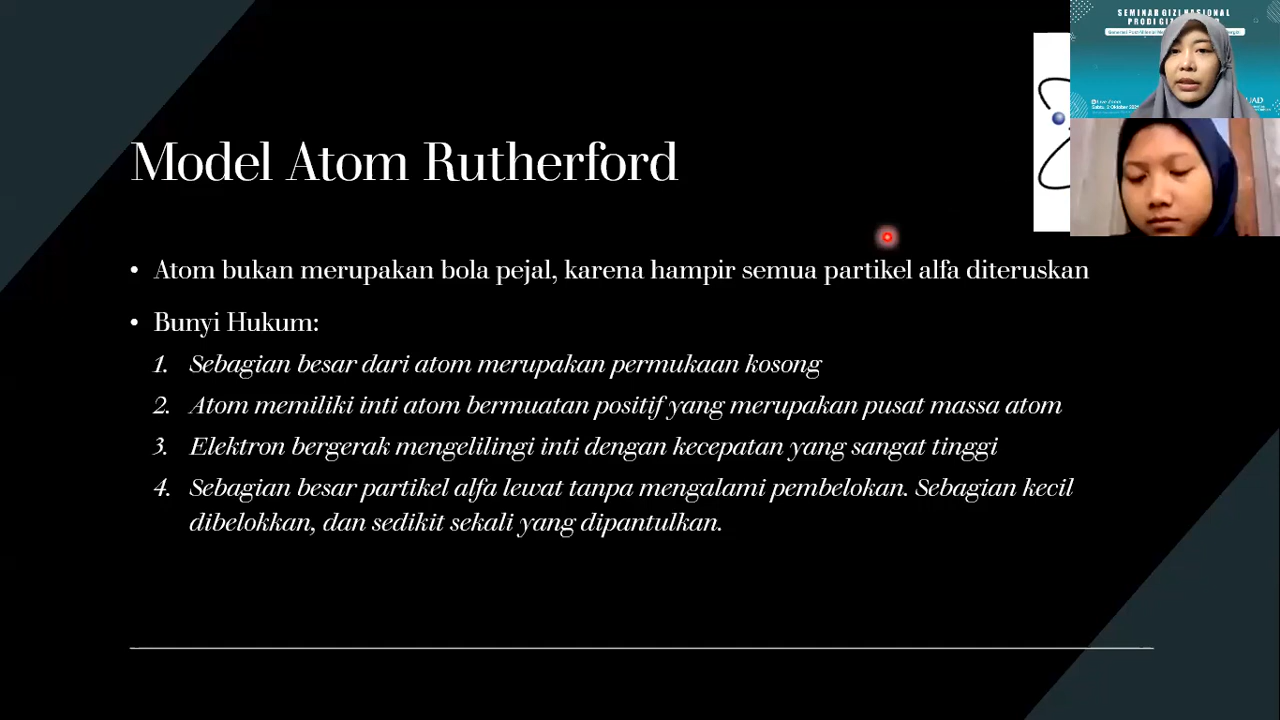 SEMINAR GIZI NASIONAL
PRODI
Live Zoom
UAD
Model Atom Rutherford
• Atom bukan merupakan bola pejal, karena hampir semua partikel alfa diteruskan
• Bunyi Hukum:
1. Sebagian besar dari atom merupakan permukaan kosong
2. Atom memiliki inti atom bermuatan positif yang merupakan pusat massa atom
3. Elektron bergerak mengelilingi inti dengan kecepatan yang sangat tinggi
4. Sebagian besar partikel alfa lewat tanpa mengalami pembelokan. Sebagian kecil
dibelokkan, dan sedikit sekali yang dipantulkan.